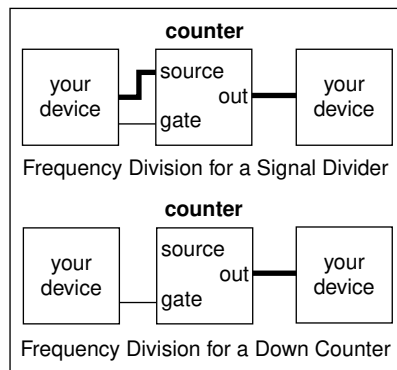 counter
your
device
source
out
gate
your
device
Frequency Division for a Signal Divider
counter
your
device
source
out
gate
your
device
Frequency Division for a Down Counter